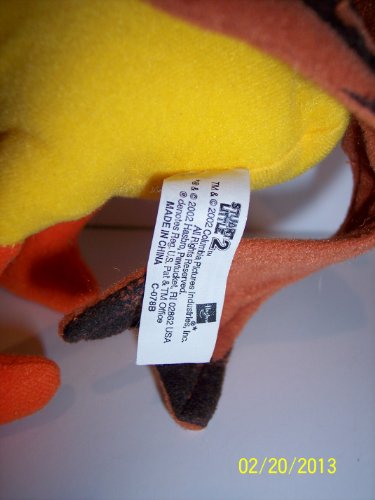 STUART
LITTLE 2
TM & © 2002 Columbia
Pictures Industries, Inc.
All Rights Reserved.
®* & © 2002 Hasbro, Pawtucket, RI 02862 USA
® denotes Reg. U.S. Pat & TM Office
MADE IN CHINA
C-078B
Hasbro
02/20/2013